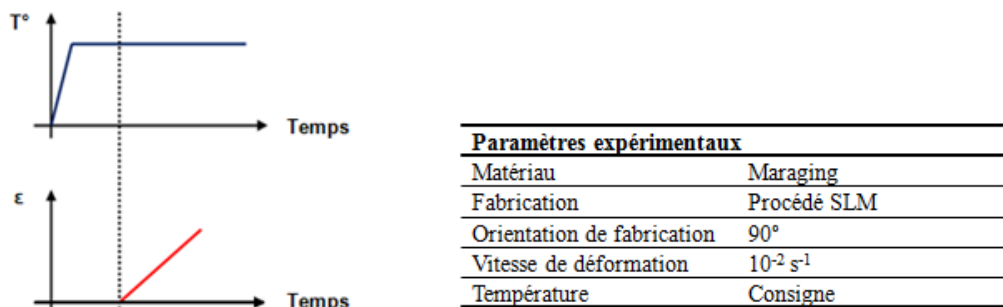 T°
Temps
ε
Temps
Paramètres expérimentaux
Matériau Maraging
Fabrication Procédé SLM
Orientation de fabrication 90°
Vitesse de déformation 10⁻² s⁻¹
Température Consigne